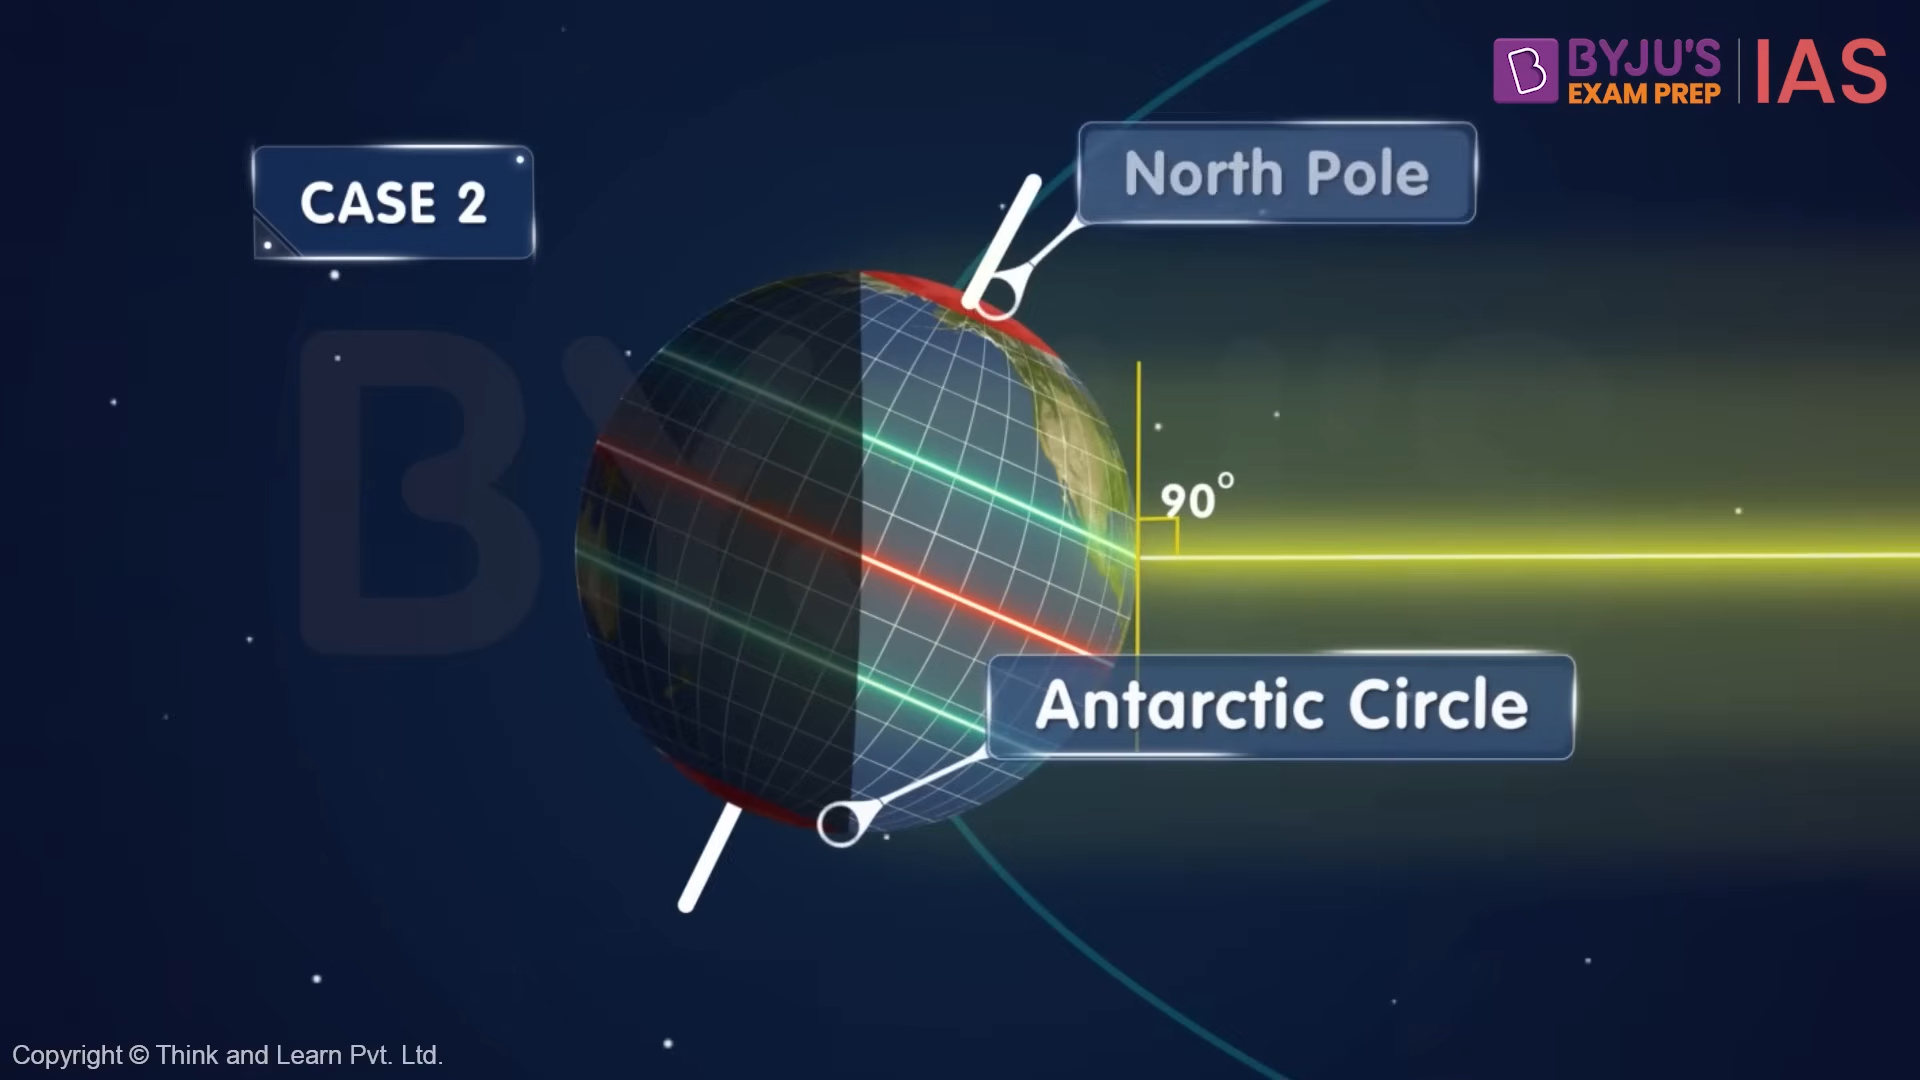 BYJU'S
EXAM PREP
IAS
CASE 2
North Pole
90°
Antarctic Circle
Copyright © Think and Learn Pvt. Ltd.